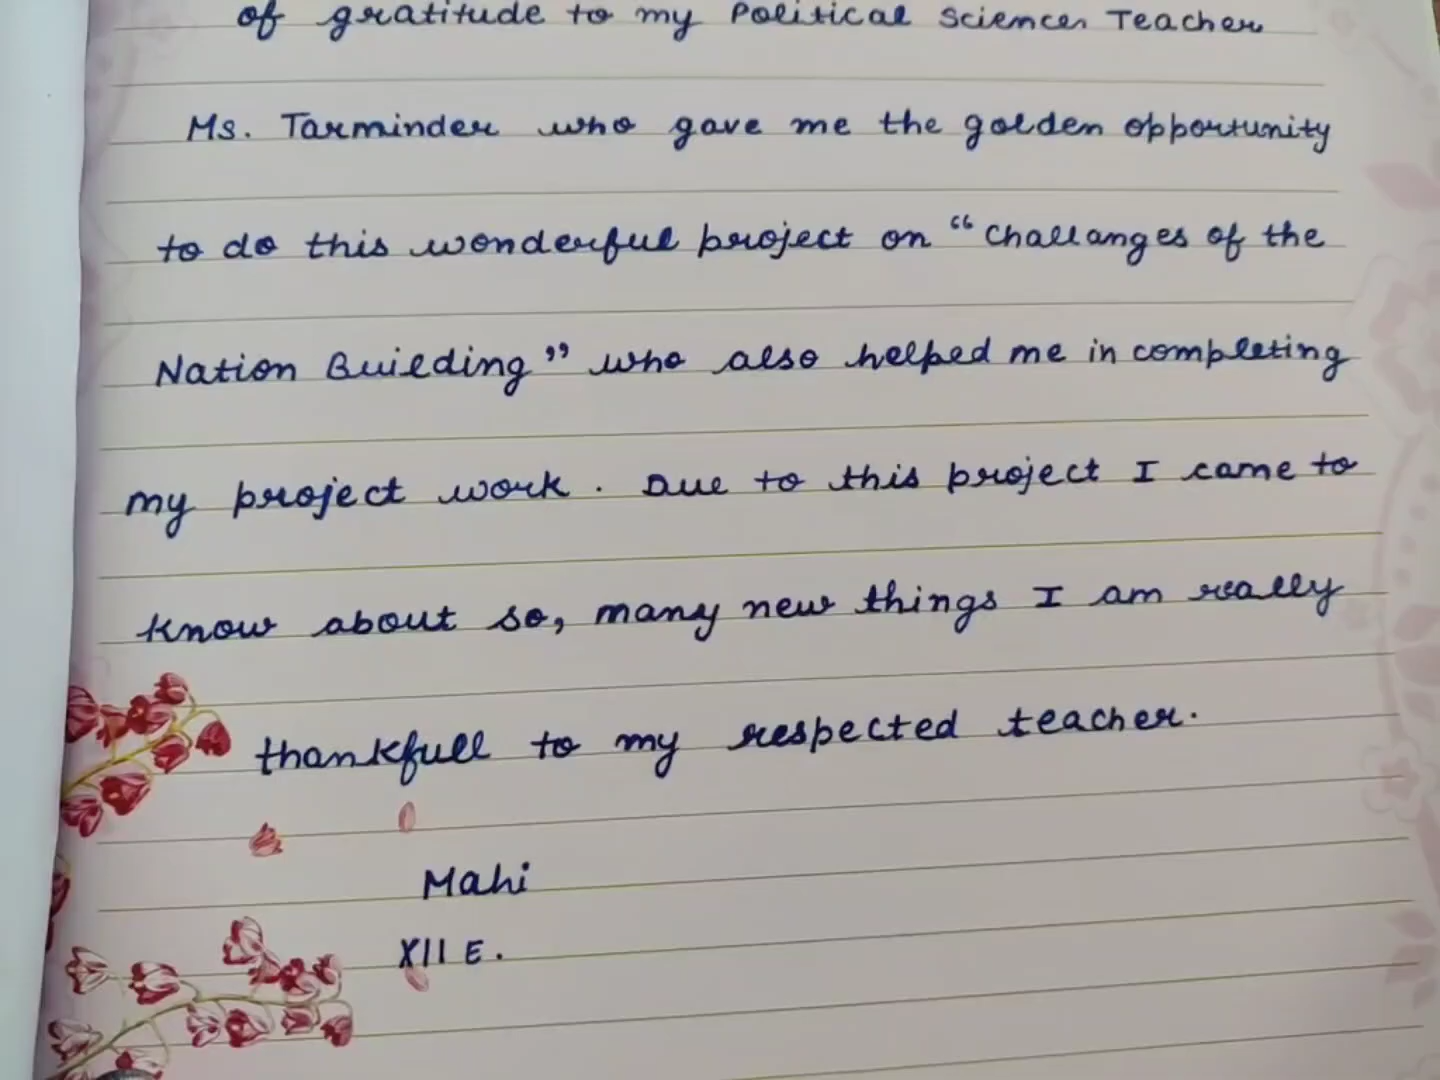 of gratitude to my Political Science Teacher
Ms. Tarminder who gave me the golden opportunity
to do this wonderful project on "Challanges of the
Nation Building" who also helped me in completing
my project work. Due to this project I came to
know about so, many new things I am really
thankfull to my respected teacher.
Mahi
XII E.